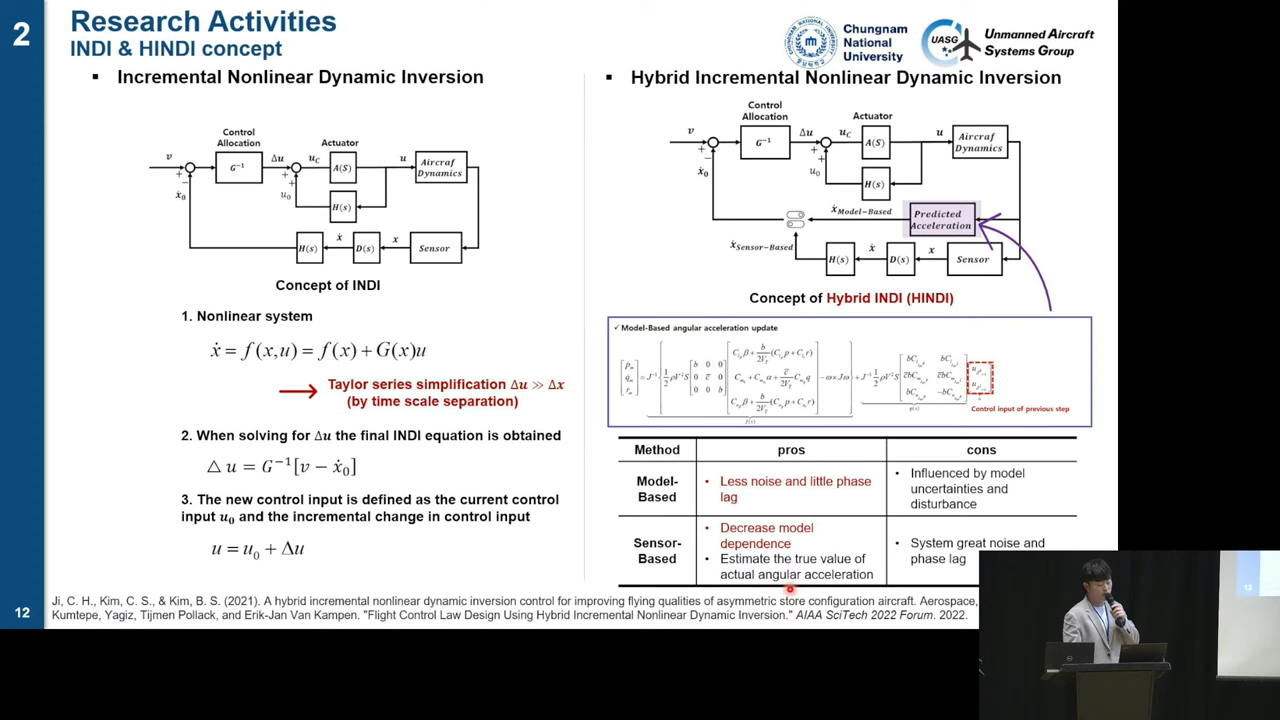 2
Research Activities
INDI & HINDI concept
Chungnam
National
University
UASG
Unmanned Aircraft
Systems Group
▪ Incremental Nonlinear Dynamic Inversion
Control
Allocation
Actuator
v
Δu
u_C
u
G⁻¹
A(S)
Aircraf
Dynamics
+
−
+
+
ẋ₀
u₀
H(s)
ẋ
x
H(s)
D(s)
Sensor
Concept of INDI
1. Nonlinear system
ẋ = f(x,u) = f(x) + G(x)u
Taylor series simplification Δu ≫ Δx
(by time scale separation)
2. When solving for Δu the final INDI equation is obtained
△ u = G⁻¹[v − ẋ₀]
3. The new control input is defined as the current control
input u₀ and the incremental change in control input
u = u₀ + Δu
▪ Hybrid Incremental Nonlinear Dynamic Inversion
Control
Allocation
Actuator
v
Δu
u_C
u
G⁻¹
A(S)
Aircraf
Dynamics
+
−
+
+
ẋ₀
u₀
H(s)
ẋModel−Based
Predicted
Acceleration
ẋSensor−Based
ẋ
x
H(s)
D(s)
Sensor
Concept of Hybrid INDI (HINDI)
✓ Model-Based angular acceleration update
Control input of previous step
Method pros cons
Model-
Based
• Less noise and little phase
lag
• Influenced by model
uncertainties and
disturbance
Sensor-
Based
• Decrease model
dependence
• Estimate the true value of
actual angular acceleration
• System great noise and
phase lag
12
Ji, C. H., Kim, C. S., & Kim, B. S. (2021). A hybrid incremental nonlinear dynamic inversion control for improving flying qualities of asymmetric store configuration aircraft. Aerospace,
Kumtepe, Yagiz, Tijmen Pollack, and Erik-Jan Van Kampen. "Flight Control Law Design Using Hybrid Incremental Nonlinear Dynamic Inversion." AIAA SciTech 2022 Forum. 2022.